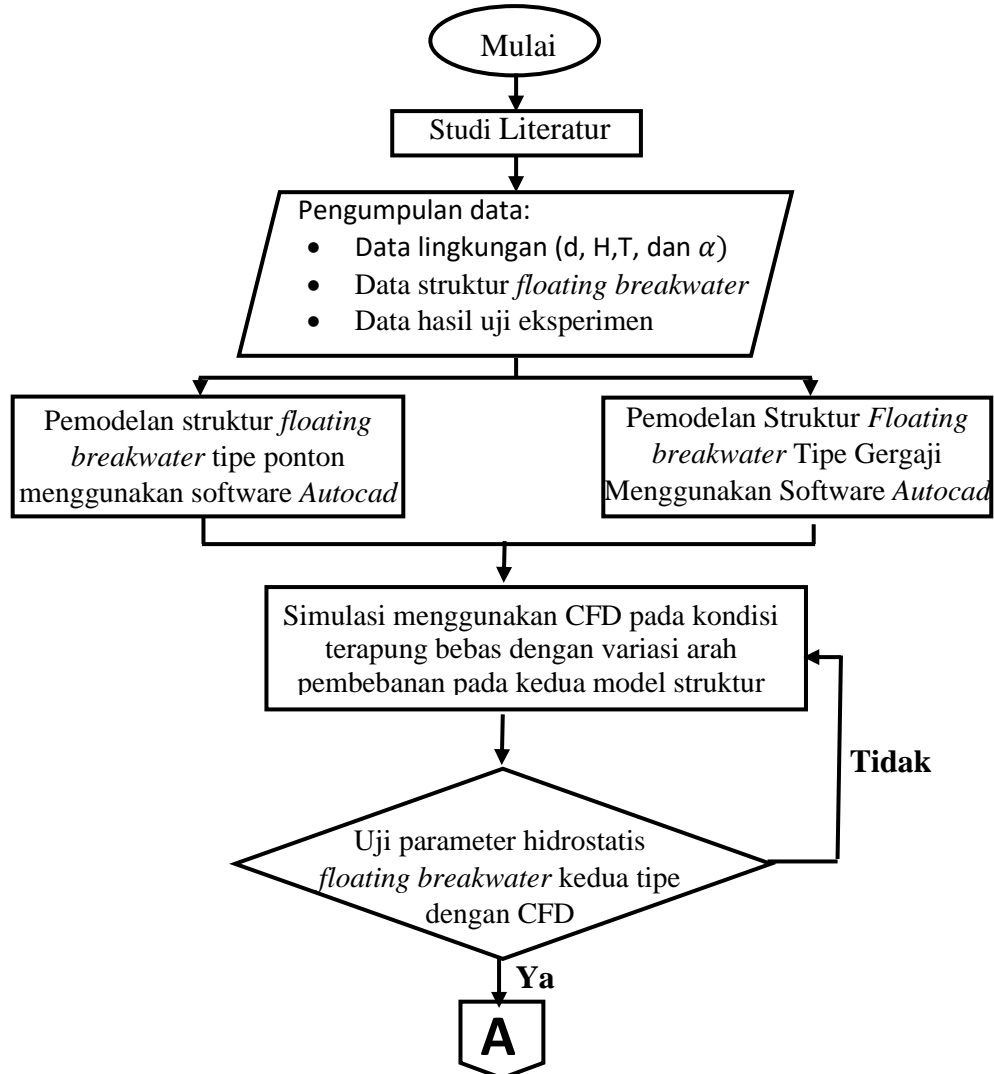 Mulai
Studi Literatur
Pengumpulan data:
• Data lingkungan (d, H,T, dan α)
• Data struktur floating breakwater
• Data hasil uji eksperimen
Pemodelan struktur floating
breakwater tipe ponton
menggunakan software Autocad
Pemodelan Struktur Floating
breakwater Tipe Gergaji
Menggunakan Software Autocad
Simulasi menggunakan CFD pada kondisi
terapung bebas dengan variasi arah
pembebanan pada kedua model struktur
Tidak
Uji parameter hidrostatis
floating breakwater kedua tipe
dengan CFD
Ya
A